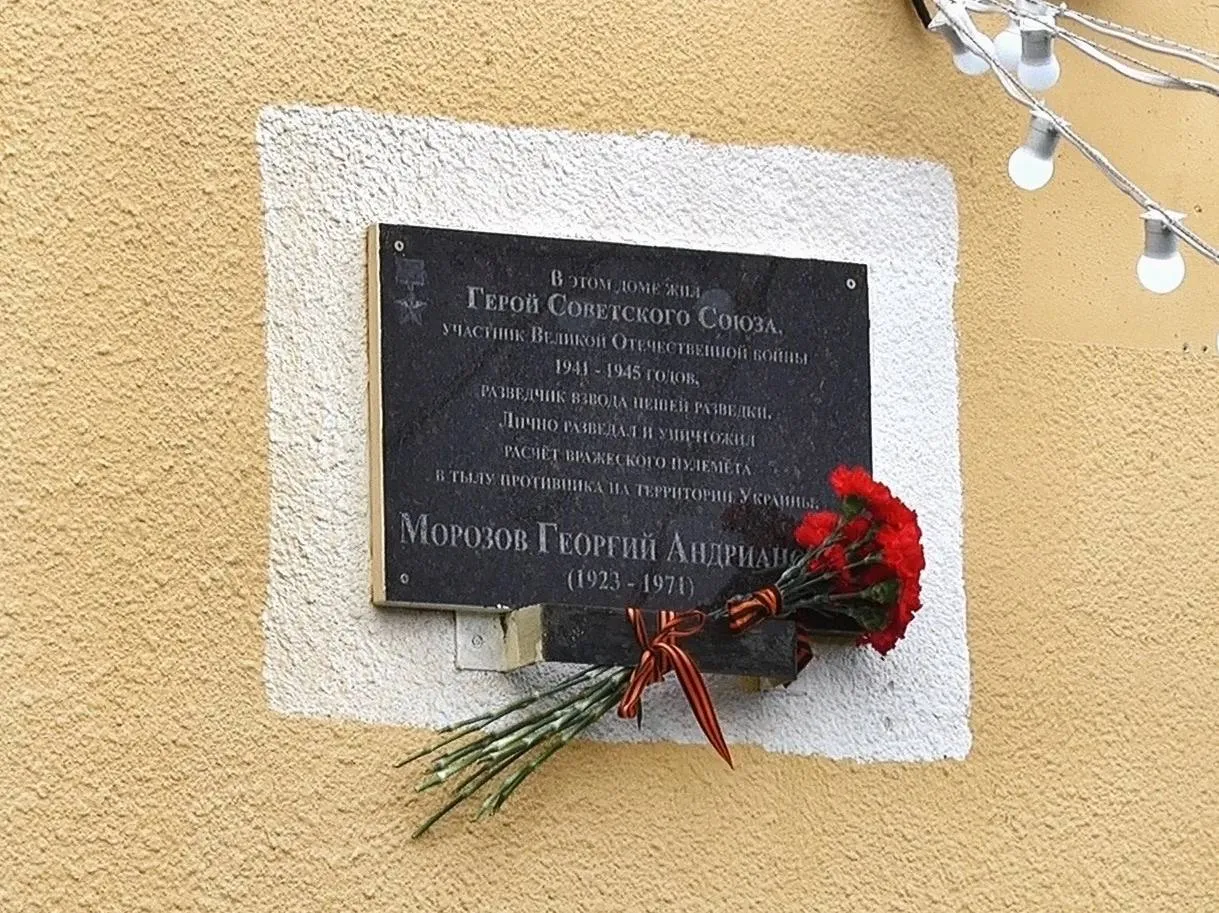 В этом доме жил
Герой Советского Союза,
участник Великой Отечественной войны
1941 - 1945 годов,
разведчик взвода пешей разведки.
Лично разведал и уничтожил
расчёт вражеского пулемёта
в тылу противника на территории Украины.
Морозов Георгий
(1923 - 1971)